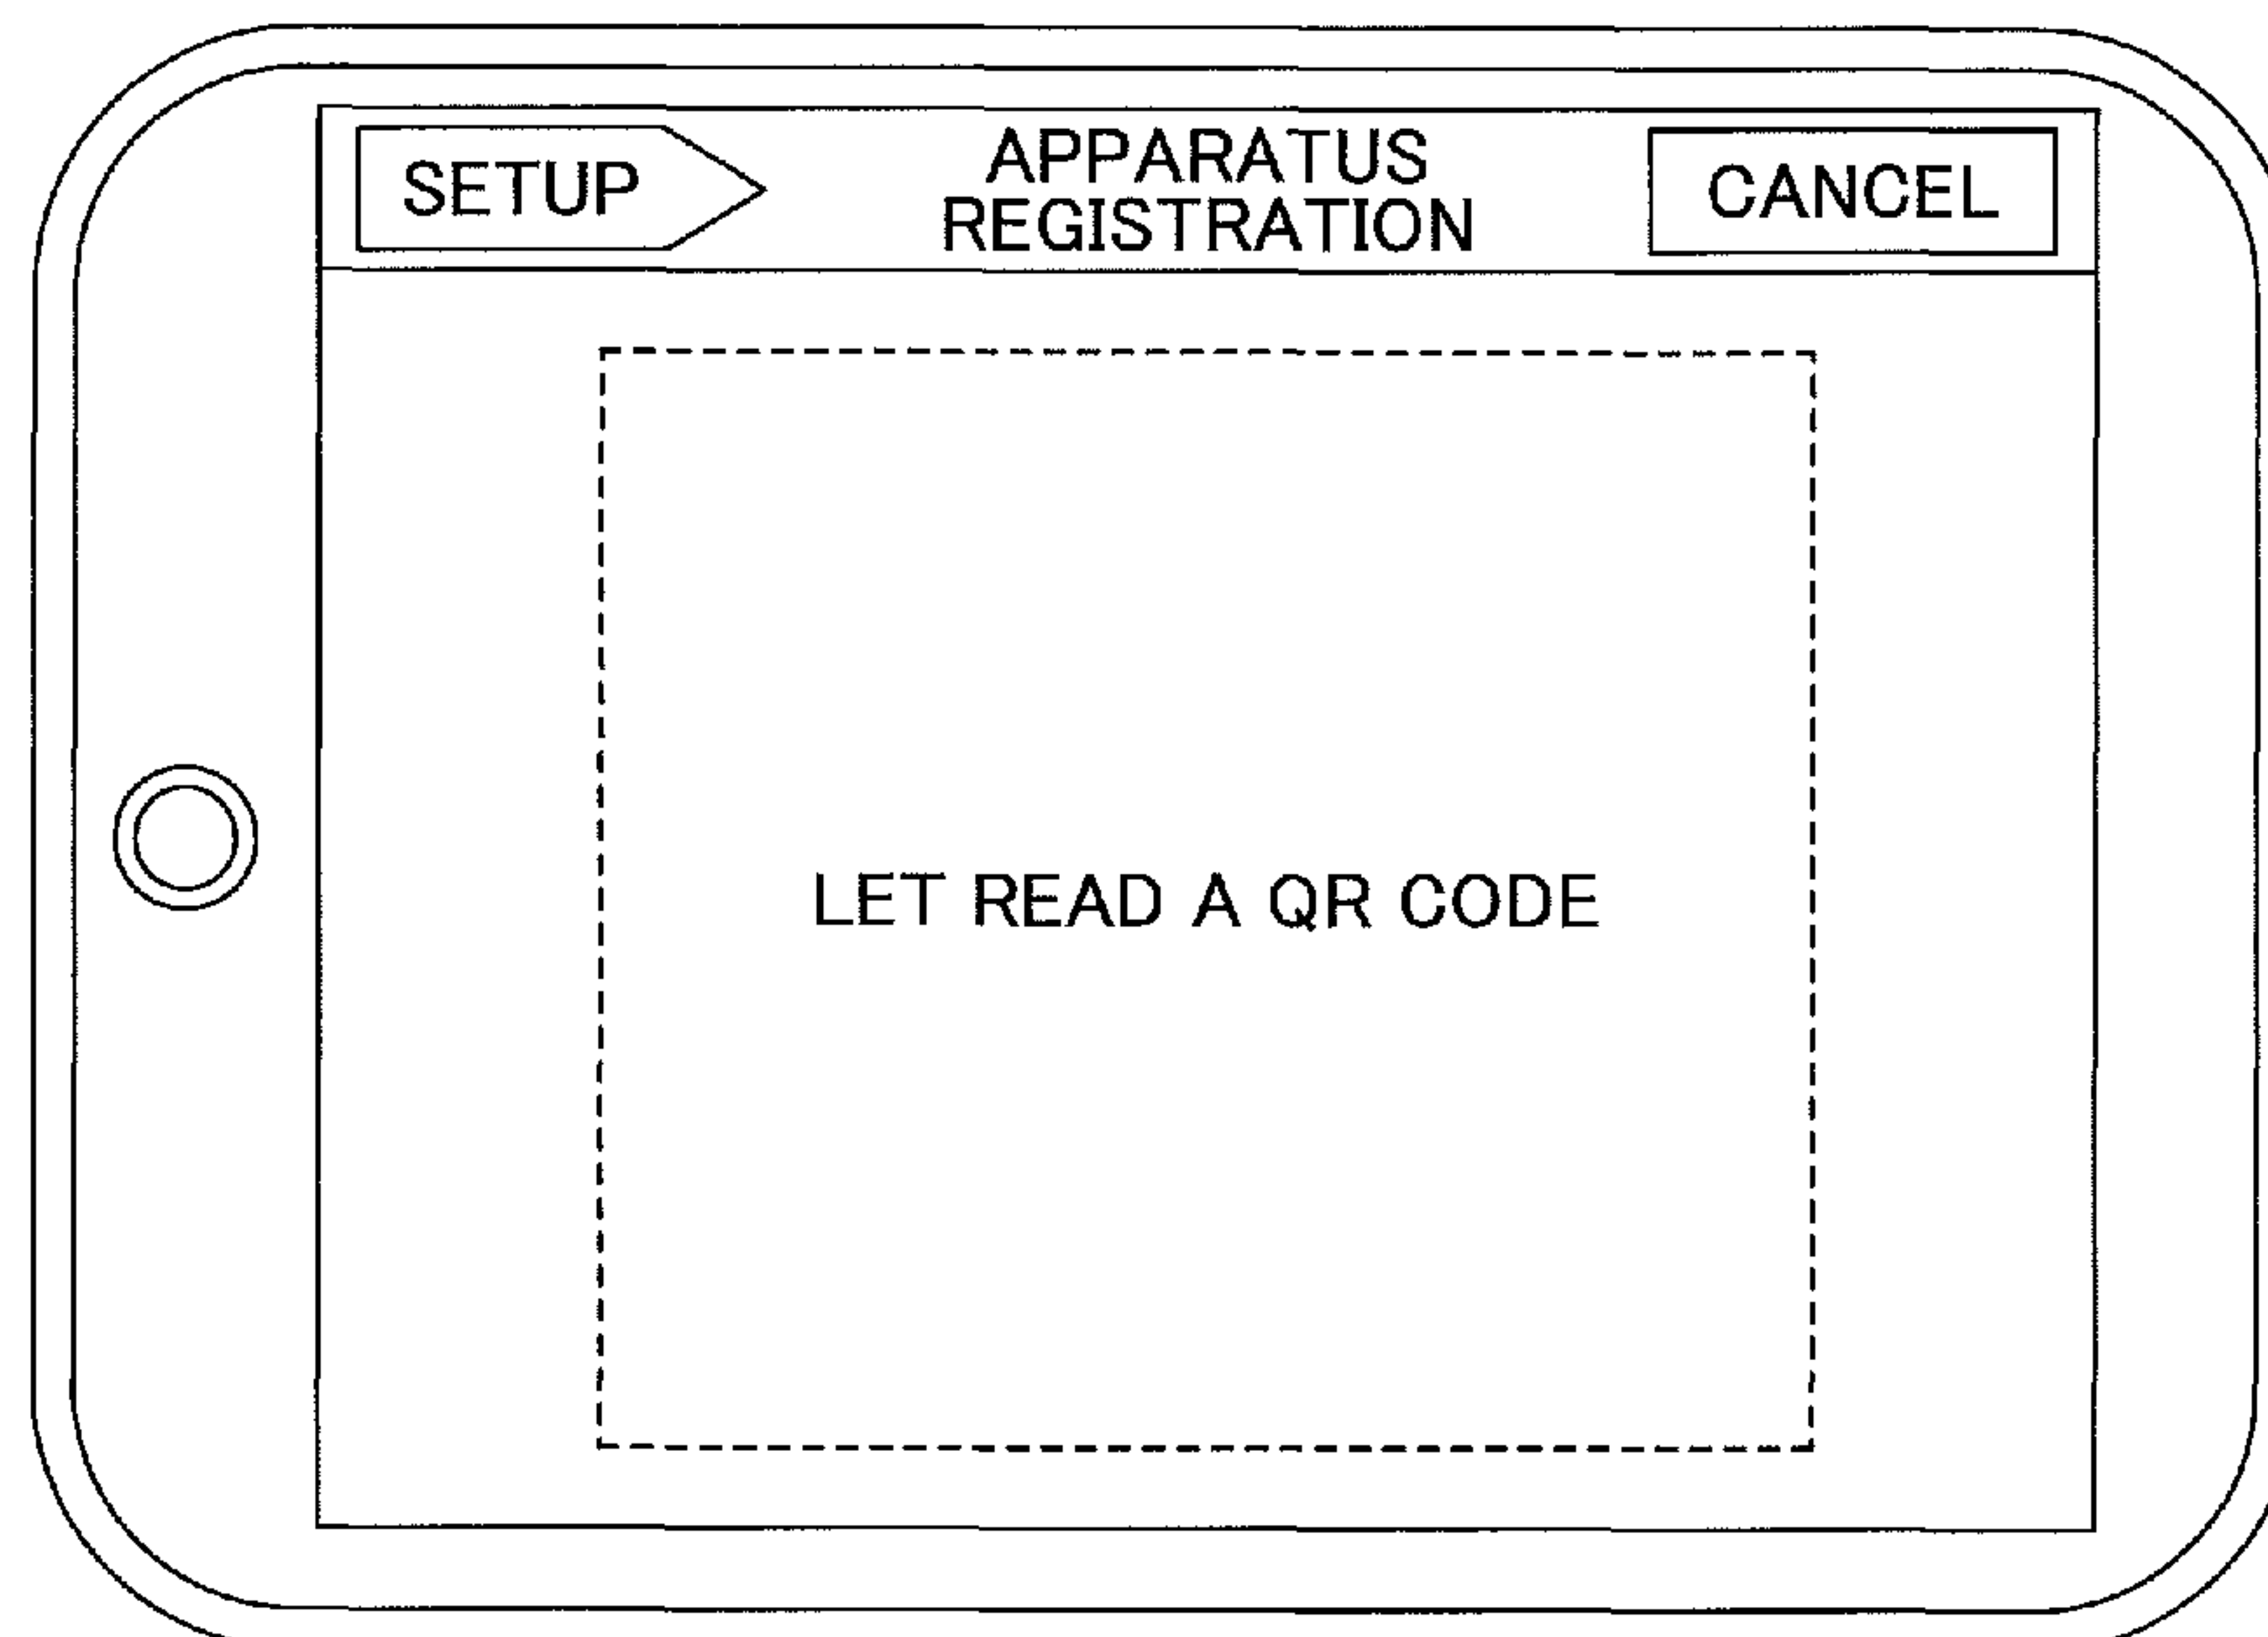 SETUP
APPARATUS
REGISTRATION
CANCEL
LET READ A QR CODE